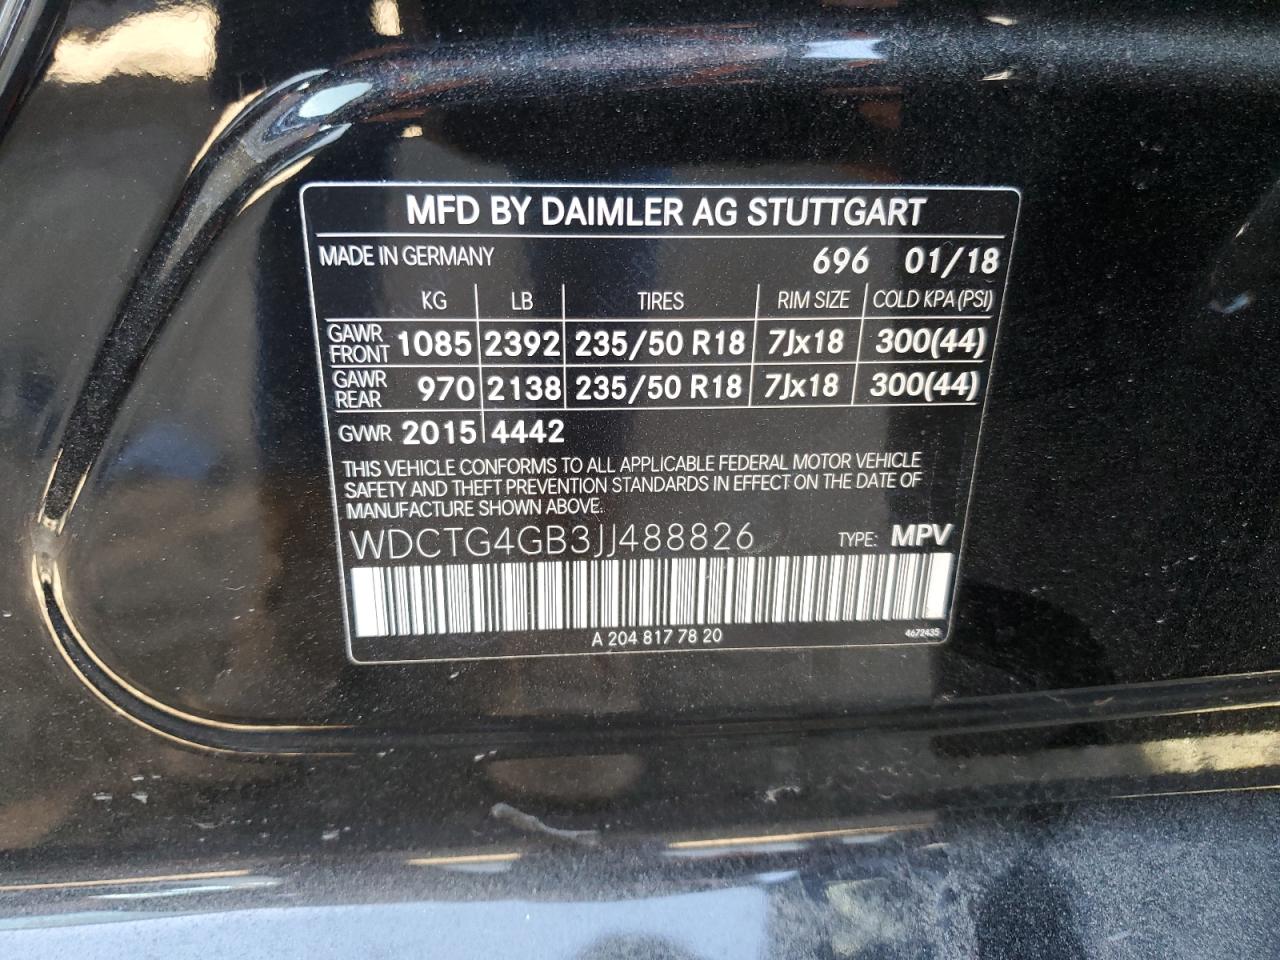 MFD BY DAIMLER AG STUTTGART
MADE IN GERMANY 696 01/18
KG LB TIRES RIM SIZE COLD KPA (PSI)
GAWR FRONT 1085 2392 235/50 R18 7Jx18 300(44)
GAWR REAR 970 2138 235/50 R18 7Jx18 300(44)
GVWR 2015 4442
THIS VEHICLE CONFORMS TO ALL APPLICABLE FEDERAL MOTOR VEHICLE
SAFETY AND THEFT PREVENTION STANDARDS IN EFFECT ON THE DATE OF
MANUFACTURE SHOWN ABOVE.
WDCTG4GB3JJ488826 TYPE: MPV
A 204 817 78 20 4672435